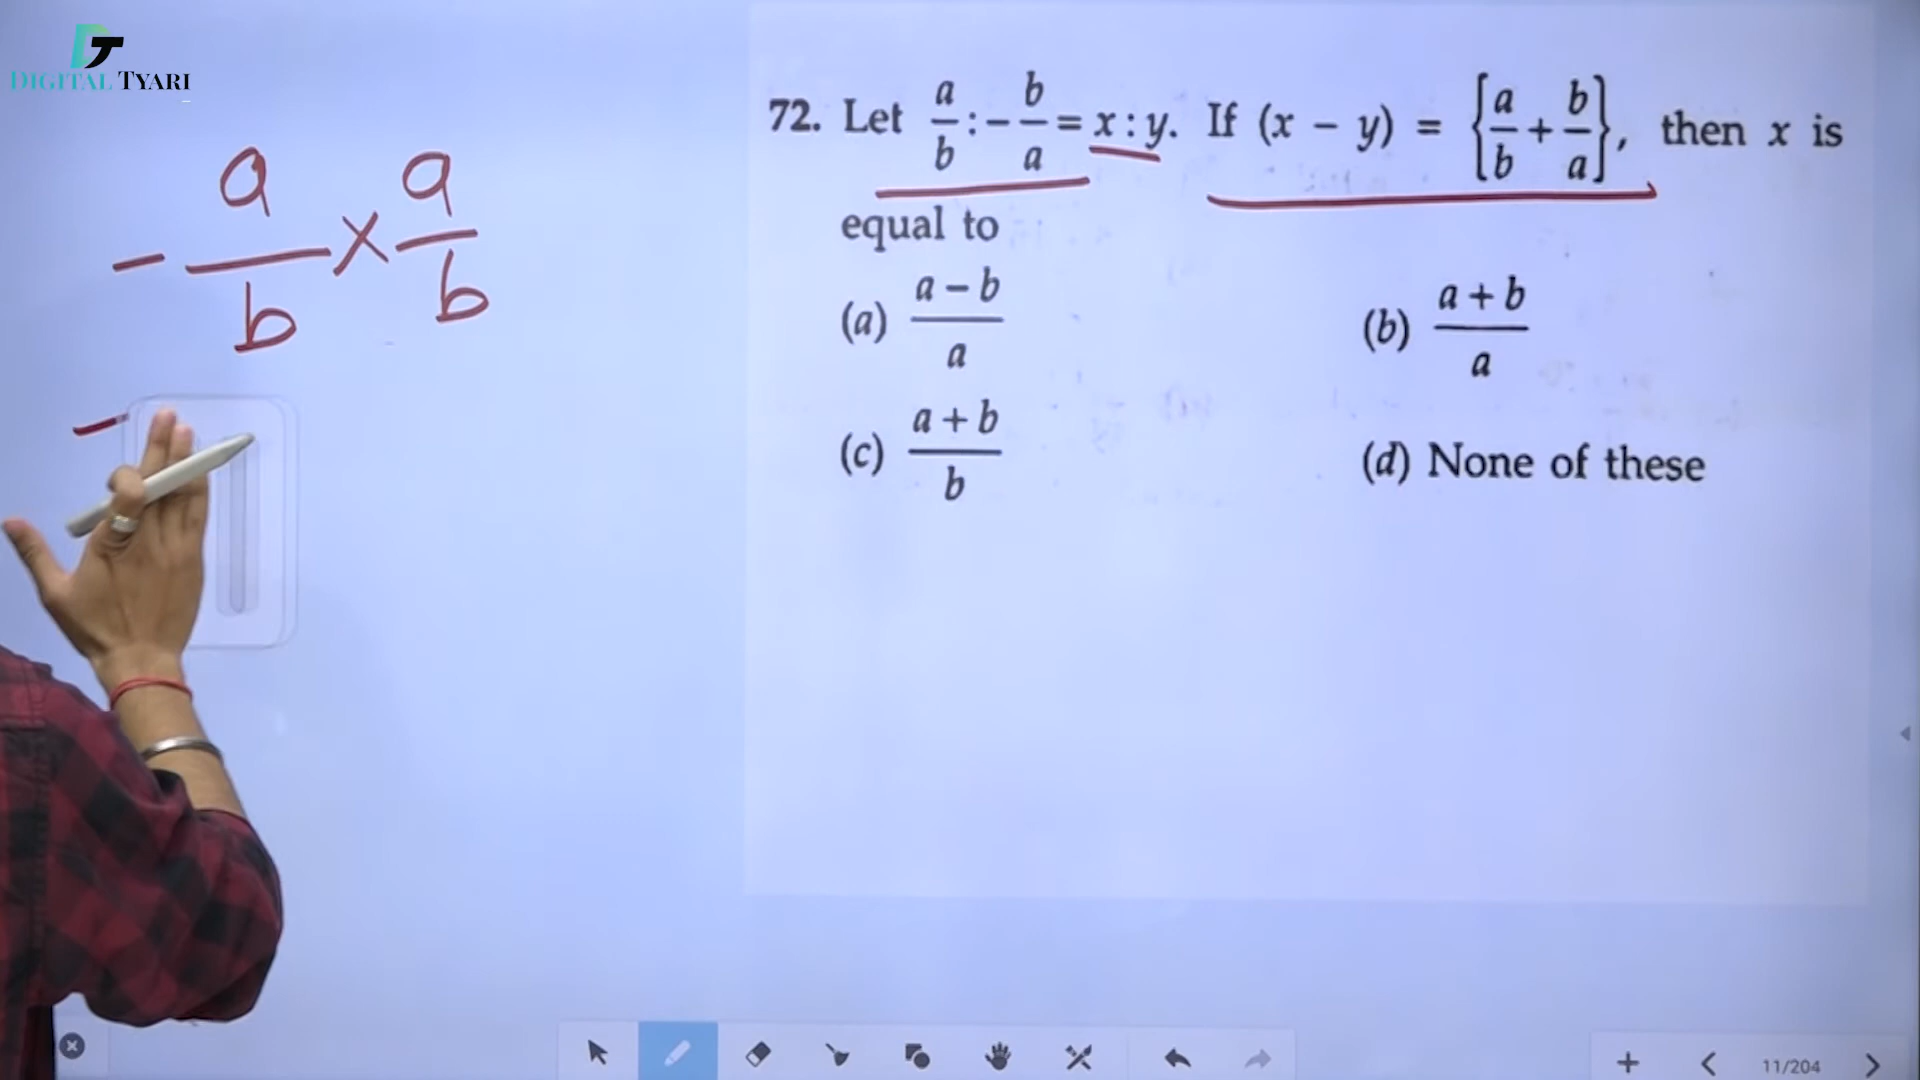 DIGITAL TYARI
72. Let a/b : - b/a = x : y. If (x - y) = {a/b + b/a}, then x is
equal to
(a) a - b / a
(b) a + b / a
(c) a + b / b
(d) None of these
- a/b × a/b
-
11/204